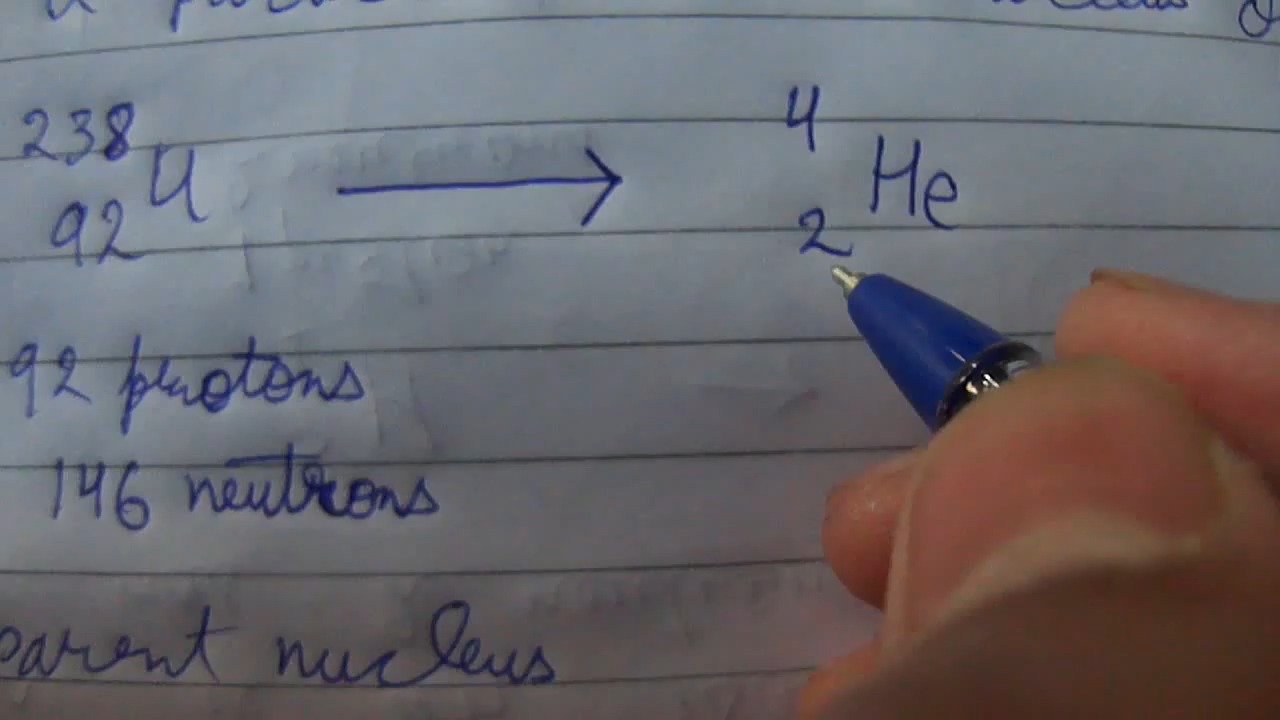 238
92 U → 4
2 He
92 protons
146 neutrons
parent nucleus